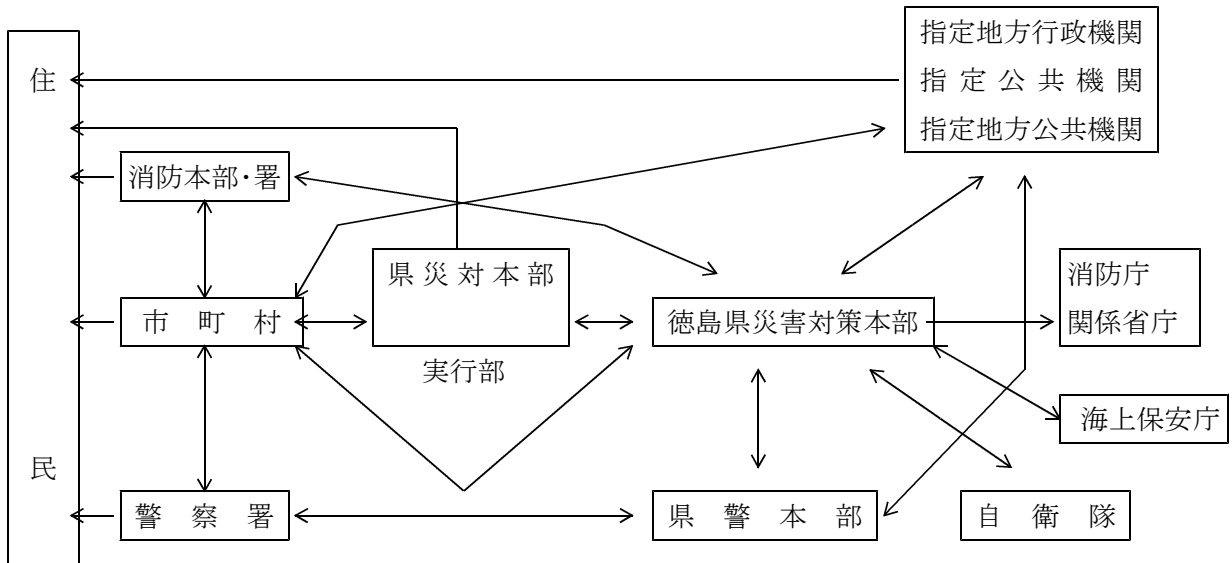 指定地方行政機関
指定公共機関
指定地方公共機関
住民
消防本部・署
県災対本部
実行部
消防庁
関係省庁
市町村
徳島県災害対策本部
海上保安庁
警察署
県警本部
自衛隊